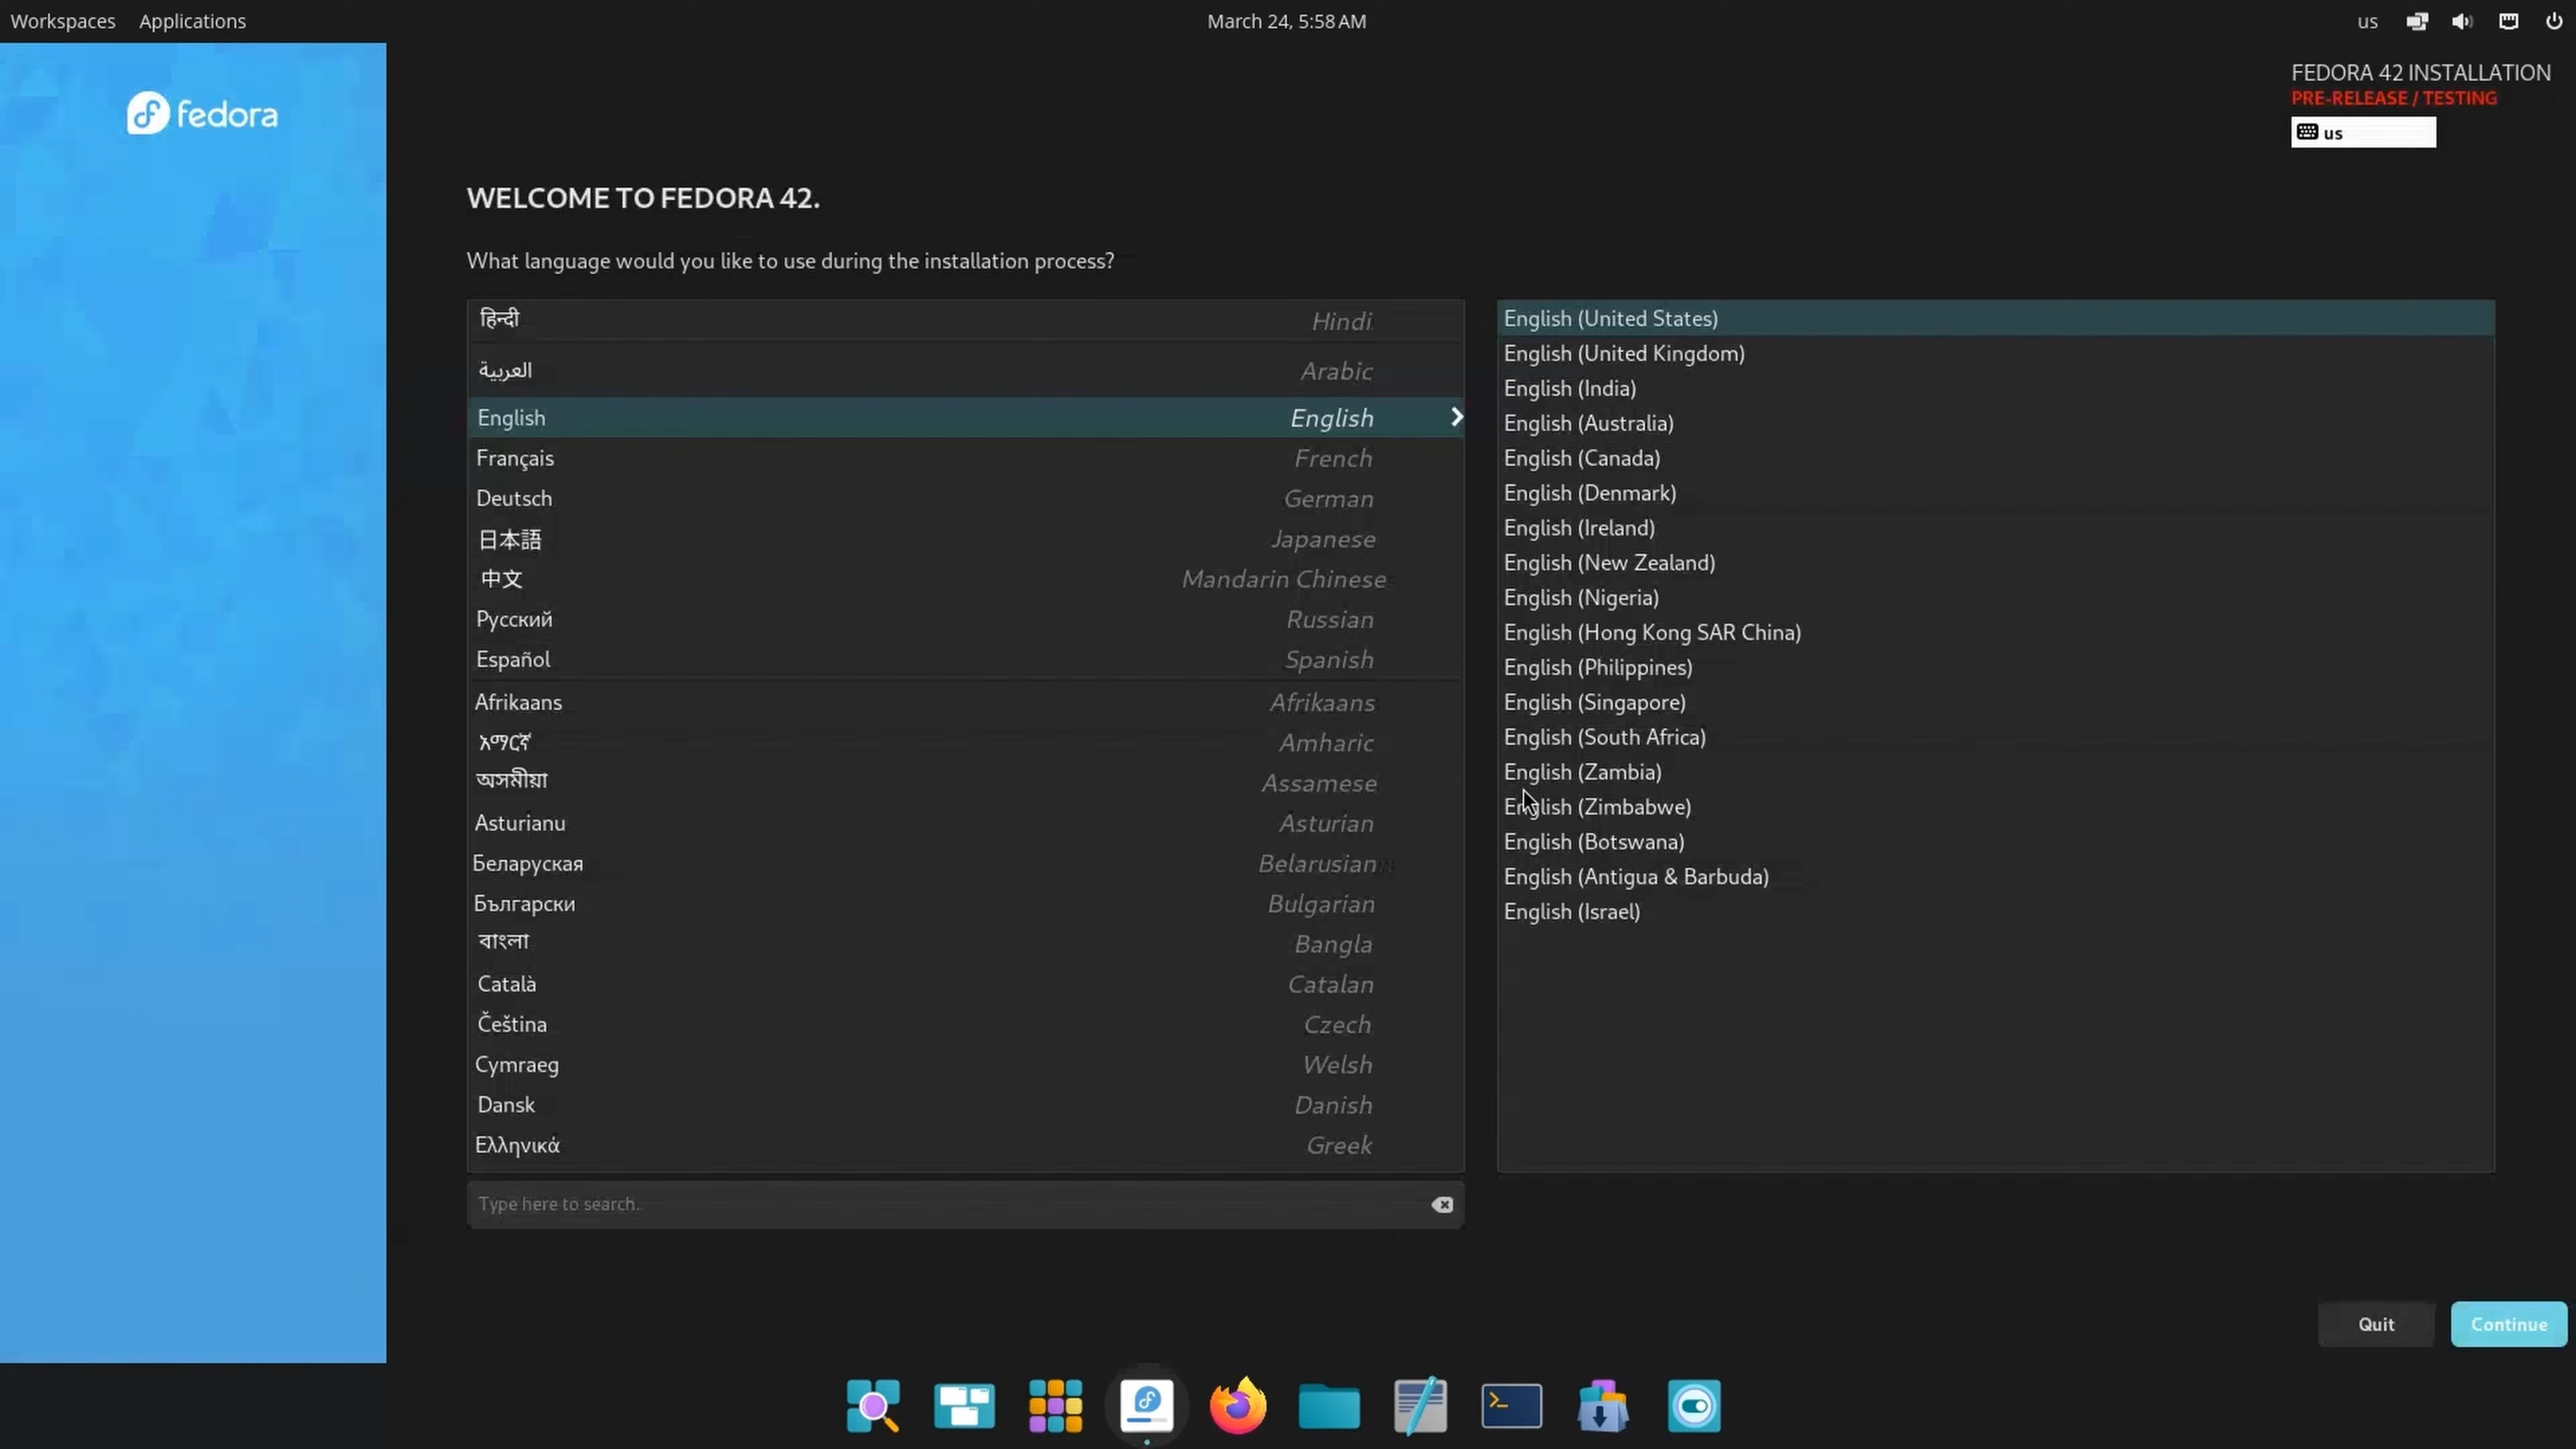 Workspaces Applications March 24, 5:58 AM us
fedora
FEDORA 42 INSTALLATION
PRE-RELEASE / TESTING
us
WELCOME TO FEDORA 42.
What language would you like to use during the installation process?
हिन्दी Hindi
العربية Arabic
English English
Français French
Deutsch German
日本語 Japanese
中文 Mandarin Chinese
Русский Russian
Español Spanish
Afrikaans Afrikaans
አማርኛ Amharic
অসমীয়া Assamese
Asturianu Asturian
Беларуская Belarusian
Български Bulgarian
বাংলা Bangla
Català Catalan
Čeština Czech
Cymraeg Welsh
Dansk Danish
Ελληνικά Greek
Type here to search.
English (United States)
English (United Kingdom)
English (India)
English (Australia)
English (Canada)
English (Denmark)
English (Ireland)
English (New Zealand)
English (Nigeria)
English (Hong Kong SAR China)
English (Philippines)
English (Singapore)
English (South Africa)
English (Zambia)
English (Zimbabwe)
English (Botswana)
English (Antigua & Barbuda)
English (Israel)
Quit Continue